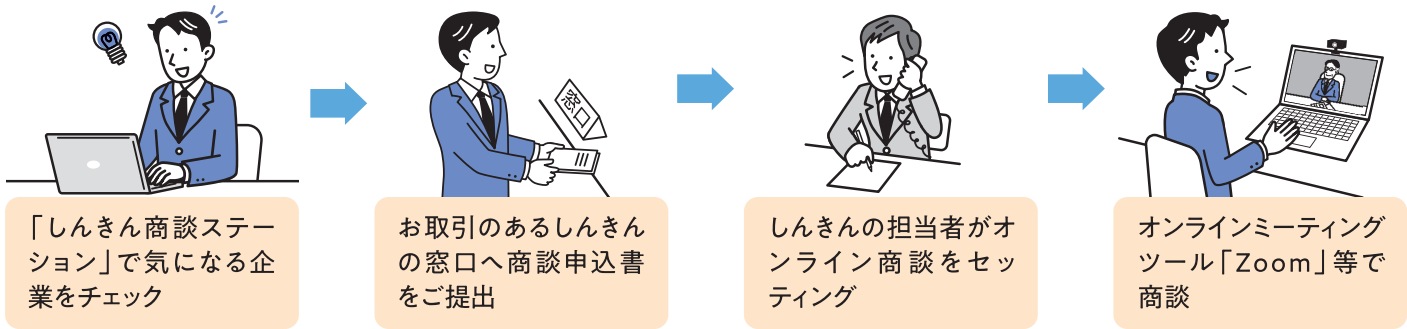 窓口
「しんきん商談ステー
ション」で気になる企
業をチェック
お取引のあるしんきん
の窓口へ商談申込書
をご提出
しんきんの担当者がオ
ンライン商談をセッ
ティング
オンラインミーティング
ツール「Zoom」等で
商談